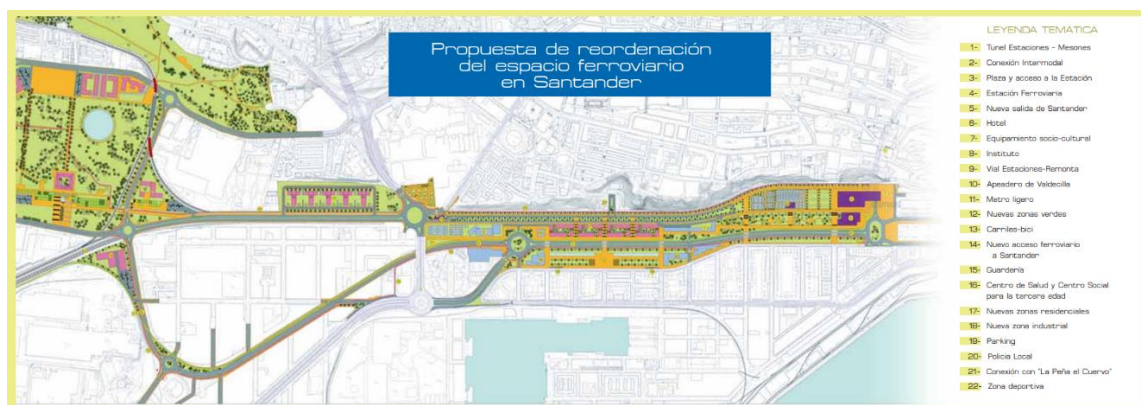 Propuesta de reordenación
del espacio ferroviario
en Santander
LEYENDA TEMATICA
1- Tunel Estaciones - Mesones
2- Conexión Intermodal
3- Plaza y acceso a la Estación
4- Estación Ferroviaria
5- Nueva salida de Santander
6- Hotel
7- Equipamiento socio-cultural
8- Instituto
9- Vial Estaciones-Remonta
10- Apeadero de Valdecilla
11- Metro ligero
12- Nuevas zonas verdes
13- Carriles-bici
14- Nuevo acceso ferroviario
a Santander
15- Guardería
16- Centro de Salud y Centro Social
para la tercera edad
17- Nuevas zonas residenciales
18- Nueva zona industrial
19- Parking
20- Policia Local
21- Conexión con "La Peña el Cuervo"
22- Zona deportiva